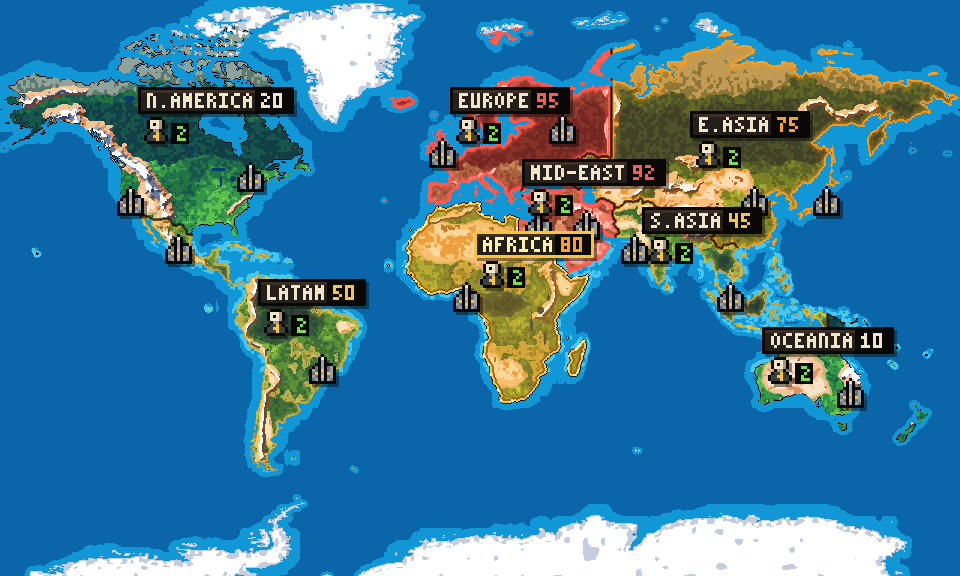 N.AMERICA 20
2
EUROPE 95
2
E.ASIA 75
2
MID-EAST 92
2
S.ASIA 45
2
AFRICA 80
2
LATAM 50
2
OCEANIA 10
2